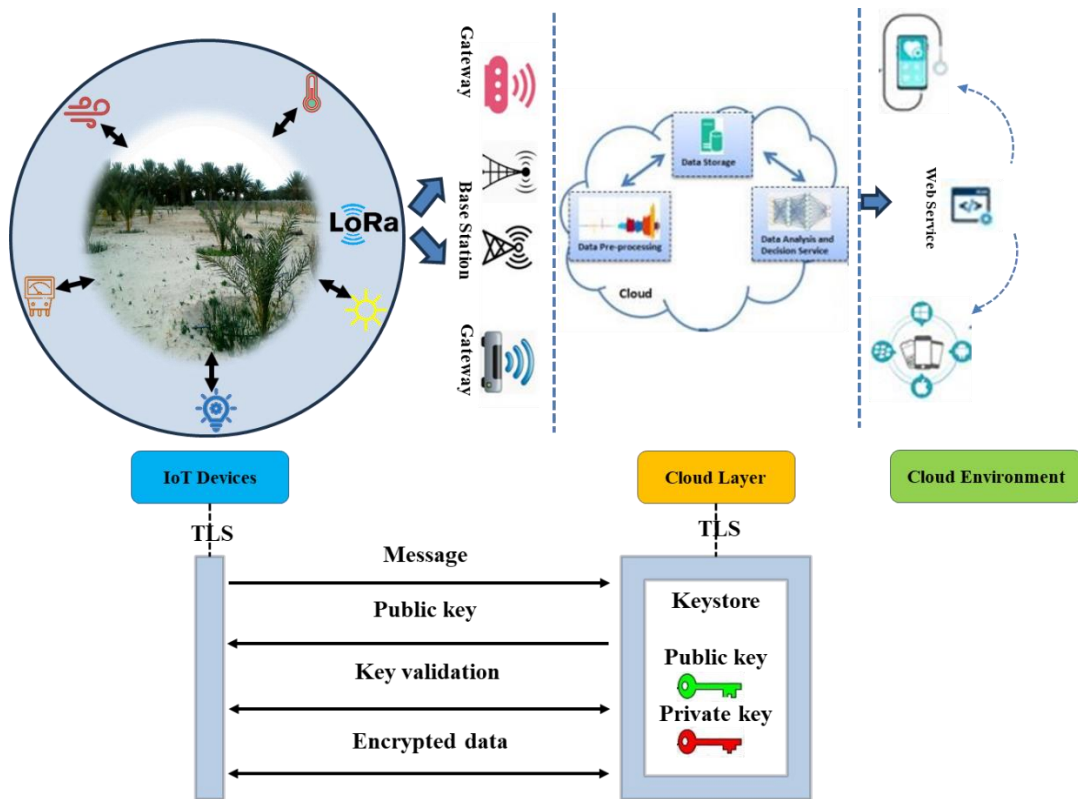 Gateway
Base Station
Gateway
LoRa
Data Storage
Data Pre-processing
Data Analysis and
Decision Service
Cloud
Web Service
</>
IoT Devices
Cloud Layer
Cloud Environment
TLS
TLS
Message
Public key
Key validation
Encrypted data
Keystore
Public key
Private key